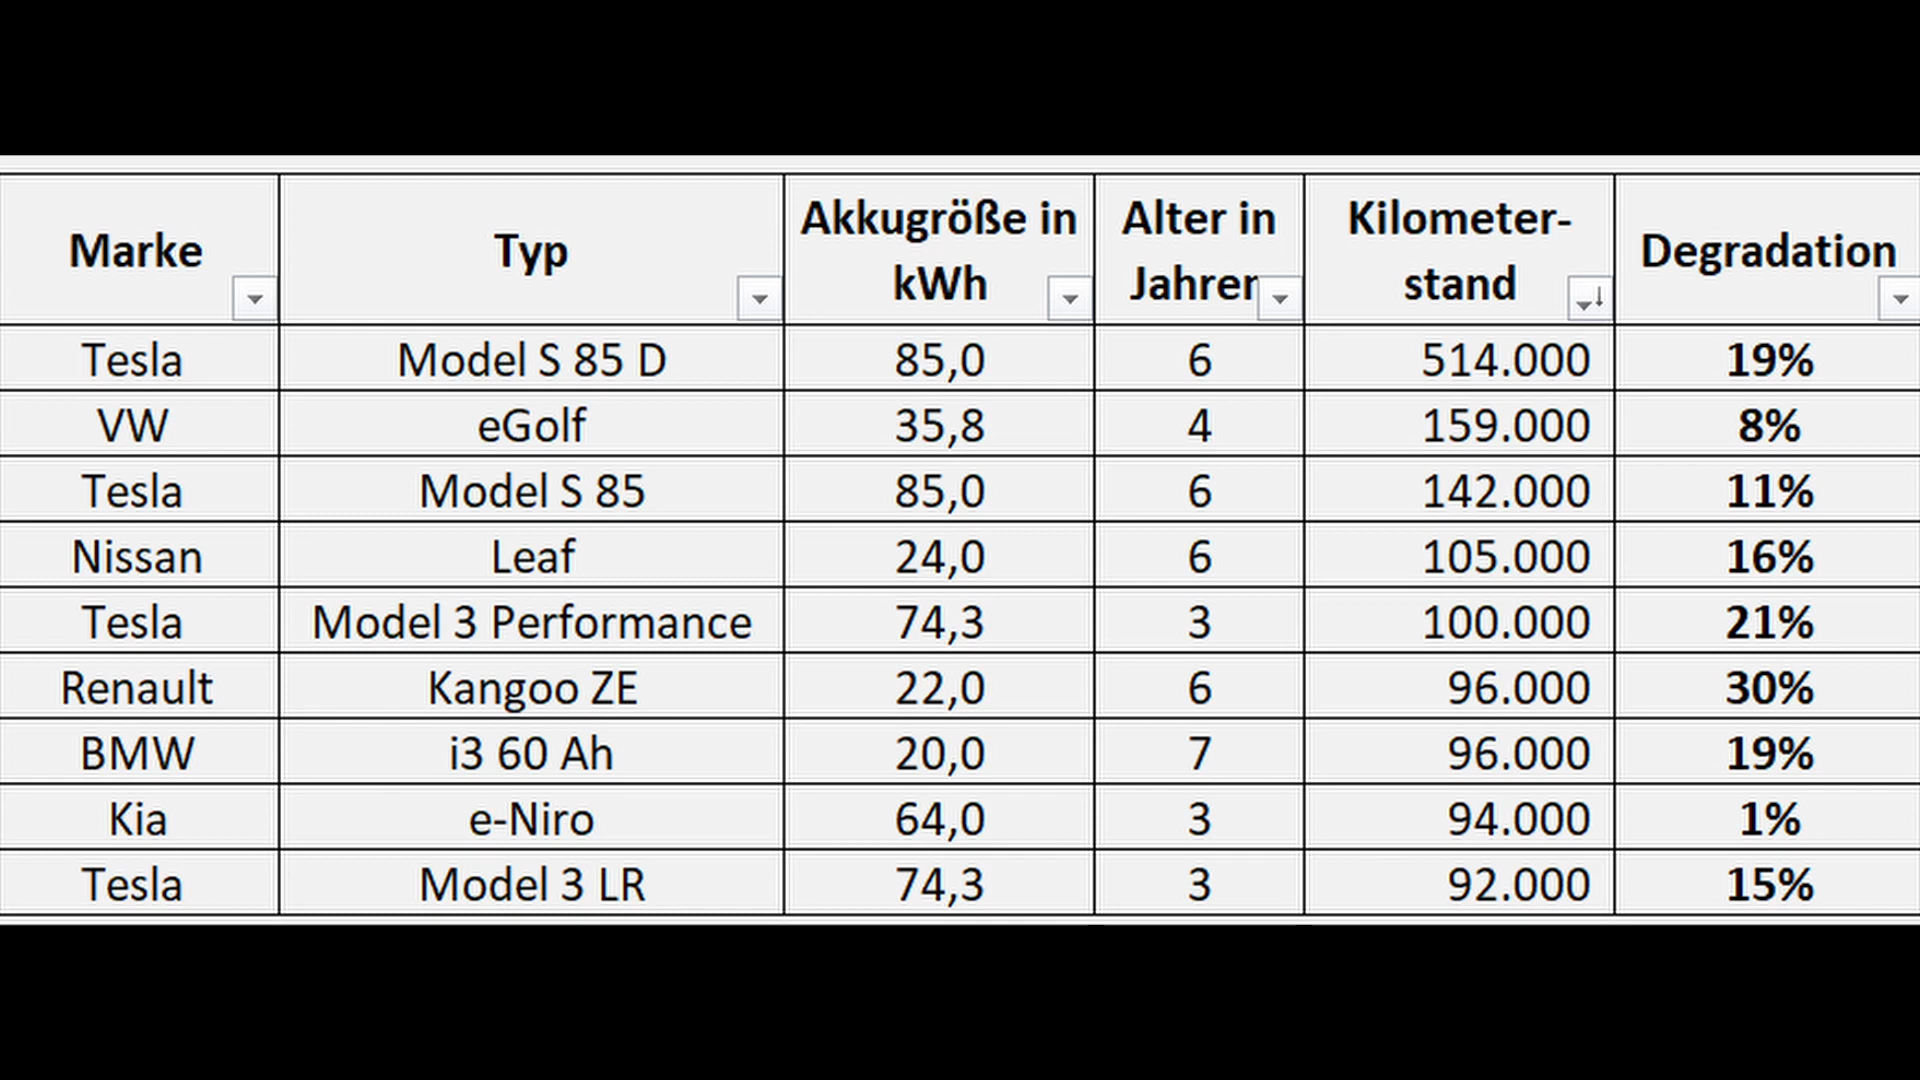 Marke Typ Akkugröße in kWh Alter in Jahren Kilometer-stand Degradation
Tesla Model S 85 D 85,0 6 514.000 19%
VW eGolf 35,8 4 159.000 8%
Tesla Model S 85 85,0 6 142.000 11%
Nissan Leaf 24,0 6 105.000 16%
Tesla Model 3 Performance 74,3 3 100.000 21%
Renault Kangoo ZE 22,0 6 96.000 30%
BMW i3 60 Ah 20,0 7 96.000 19%
Kia e-Niro 64,0 3 94.000 1%
Tesla Model 3 LR 74,3 3 92.000 15%